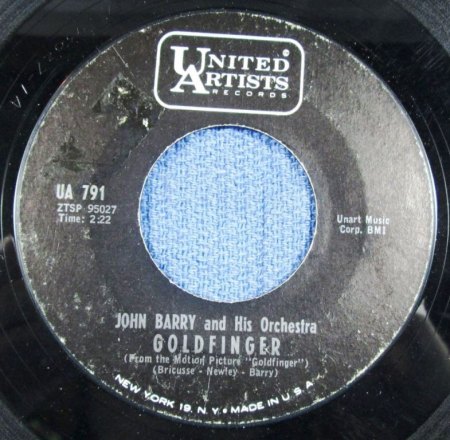 UNITED
ARTISTS
RECORDS
UA 791
ZTSP 95027
Time: 2:22
Unart Music
Corp. BMI
JOHN BARRY and His Orchestra
GOLDFINGER
(From the Motion Picture "Goldfinger")
(Bricusse - Newley - Barry)
NEW YORK 19, N.Y. • MADE IN U.S.A.